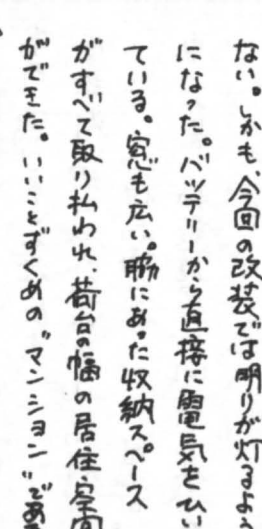 ない。しかも、今回の改装では明りが灯るよう
になった。バッテリーから直接に電気をひい
ている。窓も広い。脇にあった収納スペース
がすべて取り払われ、荷台の幅の居住空間
ができた。いいことずくめの〝マンション〟であ